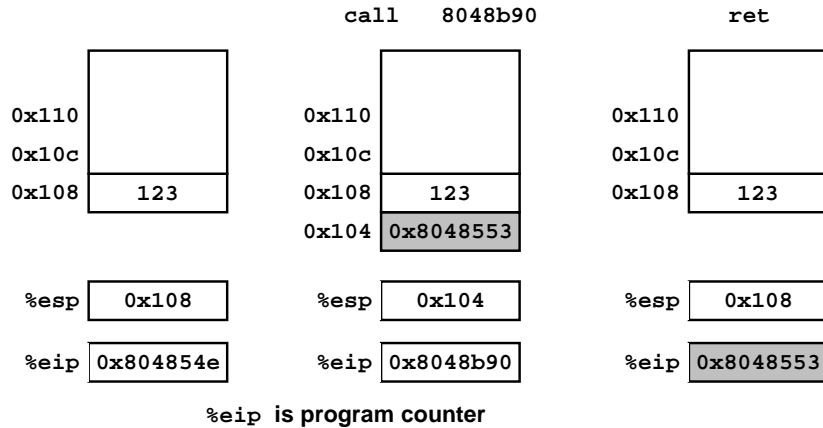 call 8048b90 ret
0x110 0x110 0x110
0x10c 0x10c 0x10c
0x108 123 0x108 123 0x108 123
0x104 0x8048553
%esp 0x108 %esp 0x104 %esp 0x108
%eip 0x804854e %eip 0x8048b90 %eip 0x8048553
%eip is program counter